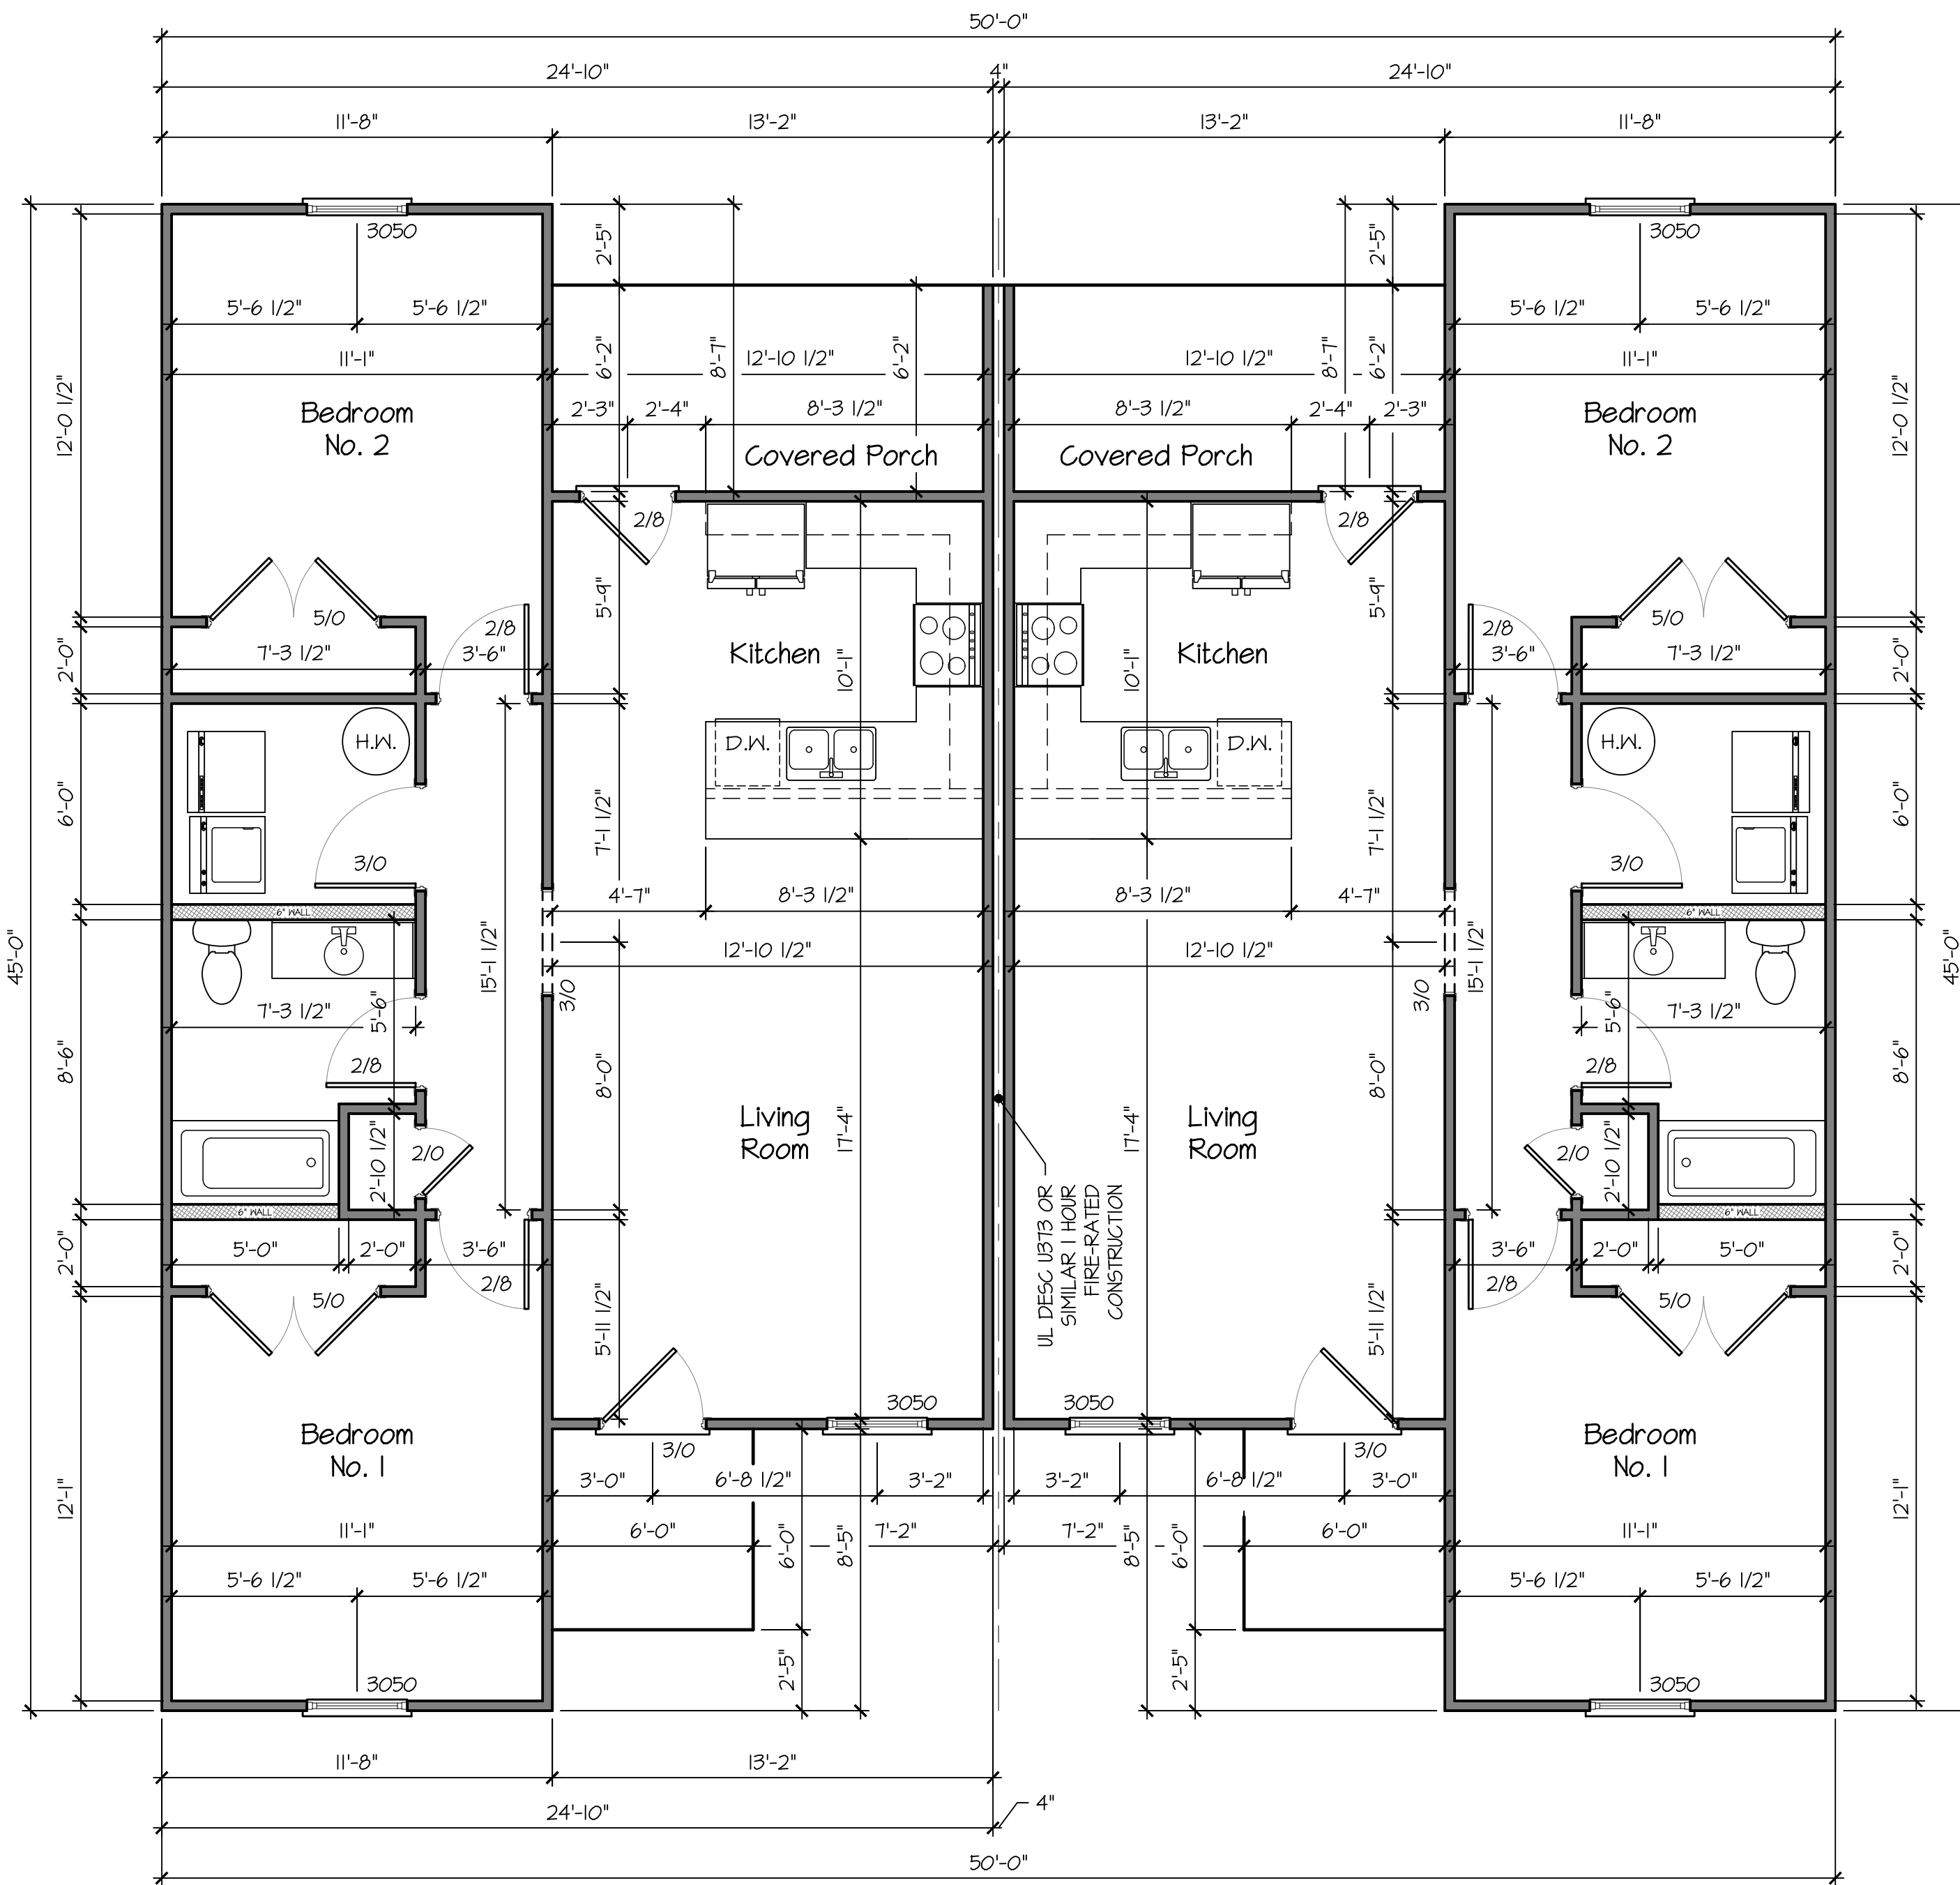 50'-0"
24'-10" 4" 24'-10"
11'-8" 13'-2" 13'-2" 11'-8"
3050 3050
2'-5" 2'-5"
5'-6 1/2" 5'-6 1/2" 5'-6 1/2" 5'-6 1/2"
11'-1" 6'-2" 8'-7" 12'-10 1/2" 6'-2" 12'-10 1/2" 8'-7" 6'-2" 11'-1"
12'-0 1/2" 2'-3" 2'-4" 8'-3 1/2" 8'-3 1/2" 2'-4" 2'-3" 12'-0 1/2"
Bedroom
No. 2
Covered Porch
Covered Porch
Bedroom
No. 2
2/8 2/8
5'-9" 5'-9"
5/0 2/8 2/8 5/0
2'-0" 7'-3 1/2" 3'-6" Kitchen 10'-1" 10'-1" Kitchen 3'-6" 7'-3 1/2" 2'-0"
H.W. D.W. D.W. H.W.
6'-0" 7'-1 1/2" 7'-1 1/2" 6'-0"
3/0 3/0
4'-7" 8'-3 1/2" 8'-3 1/2" 4'-7"
6" WALL 6" WALL
45'-0" 15'-1 1/2" 12'-10 1/2" 12'-10 1/2" 15'-1 1/2" 45'-0"
3/0 3/0
7'-3 1/2" 5'-6" 5'-6" 7'-3 1/2"
8'-6" 2/8 8'-0" 8'-0" 2/8 8'-6"
Living
Room
17'-4"
17'-4"
Living
Room
2'-10 1/2" 2/0 2/0 2'-10 1/2"
6" WALL 6" WALL
UL DESC U373 OR
SIMILAR 1 HOUR
FIRE-RATED
CONSTRUCTION
2'-0" 5'-0" 2'-0" 3'-6" 3'-6" 2'-0" 5'-0" 2'-0"
5/0 2/8 2/8 5/0
5'-11 1/2" 5'-11 1/2"
3050 3050
Bedroom
No. 1
Bedroom
No. 1
3/0 3/0
3'-0" 6'-8 1/2" 3'-2" 3'-2" 6'-8 1/2" 3'-0"
12'-1" 12'-1"
11'-1" 6'-0" 6'-0" 8'-5" 7'-2" 7'-2" 8'-5" 6'-0" 6'-0" 11'-1"
5'-6 1/2" 5'-6 1/2" 5'-6 1/2" 5'-6 1/2"
2'-5" 2'-5"
3050 3050
11'-8" 13'-2"
24'-10" 4"
50'-0"